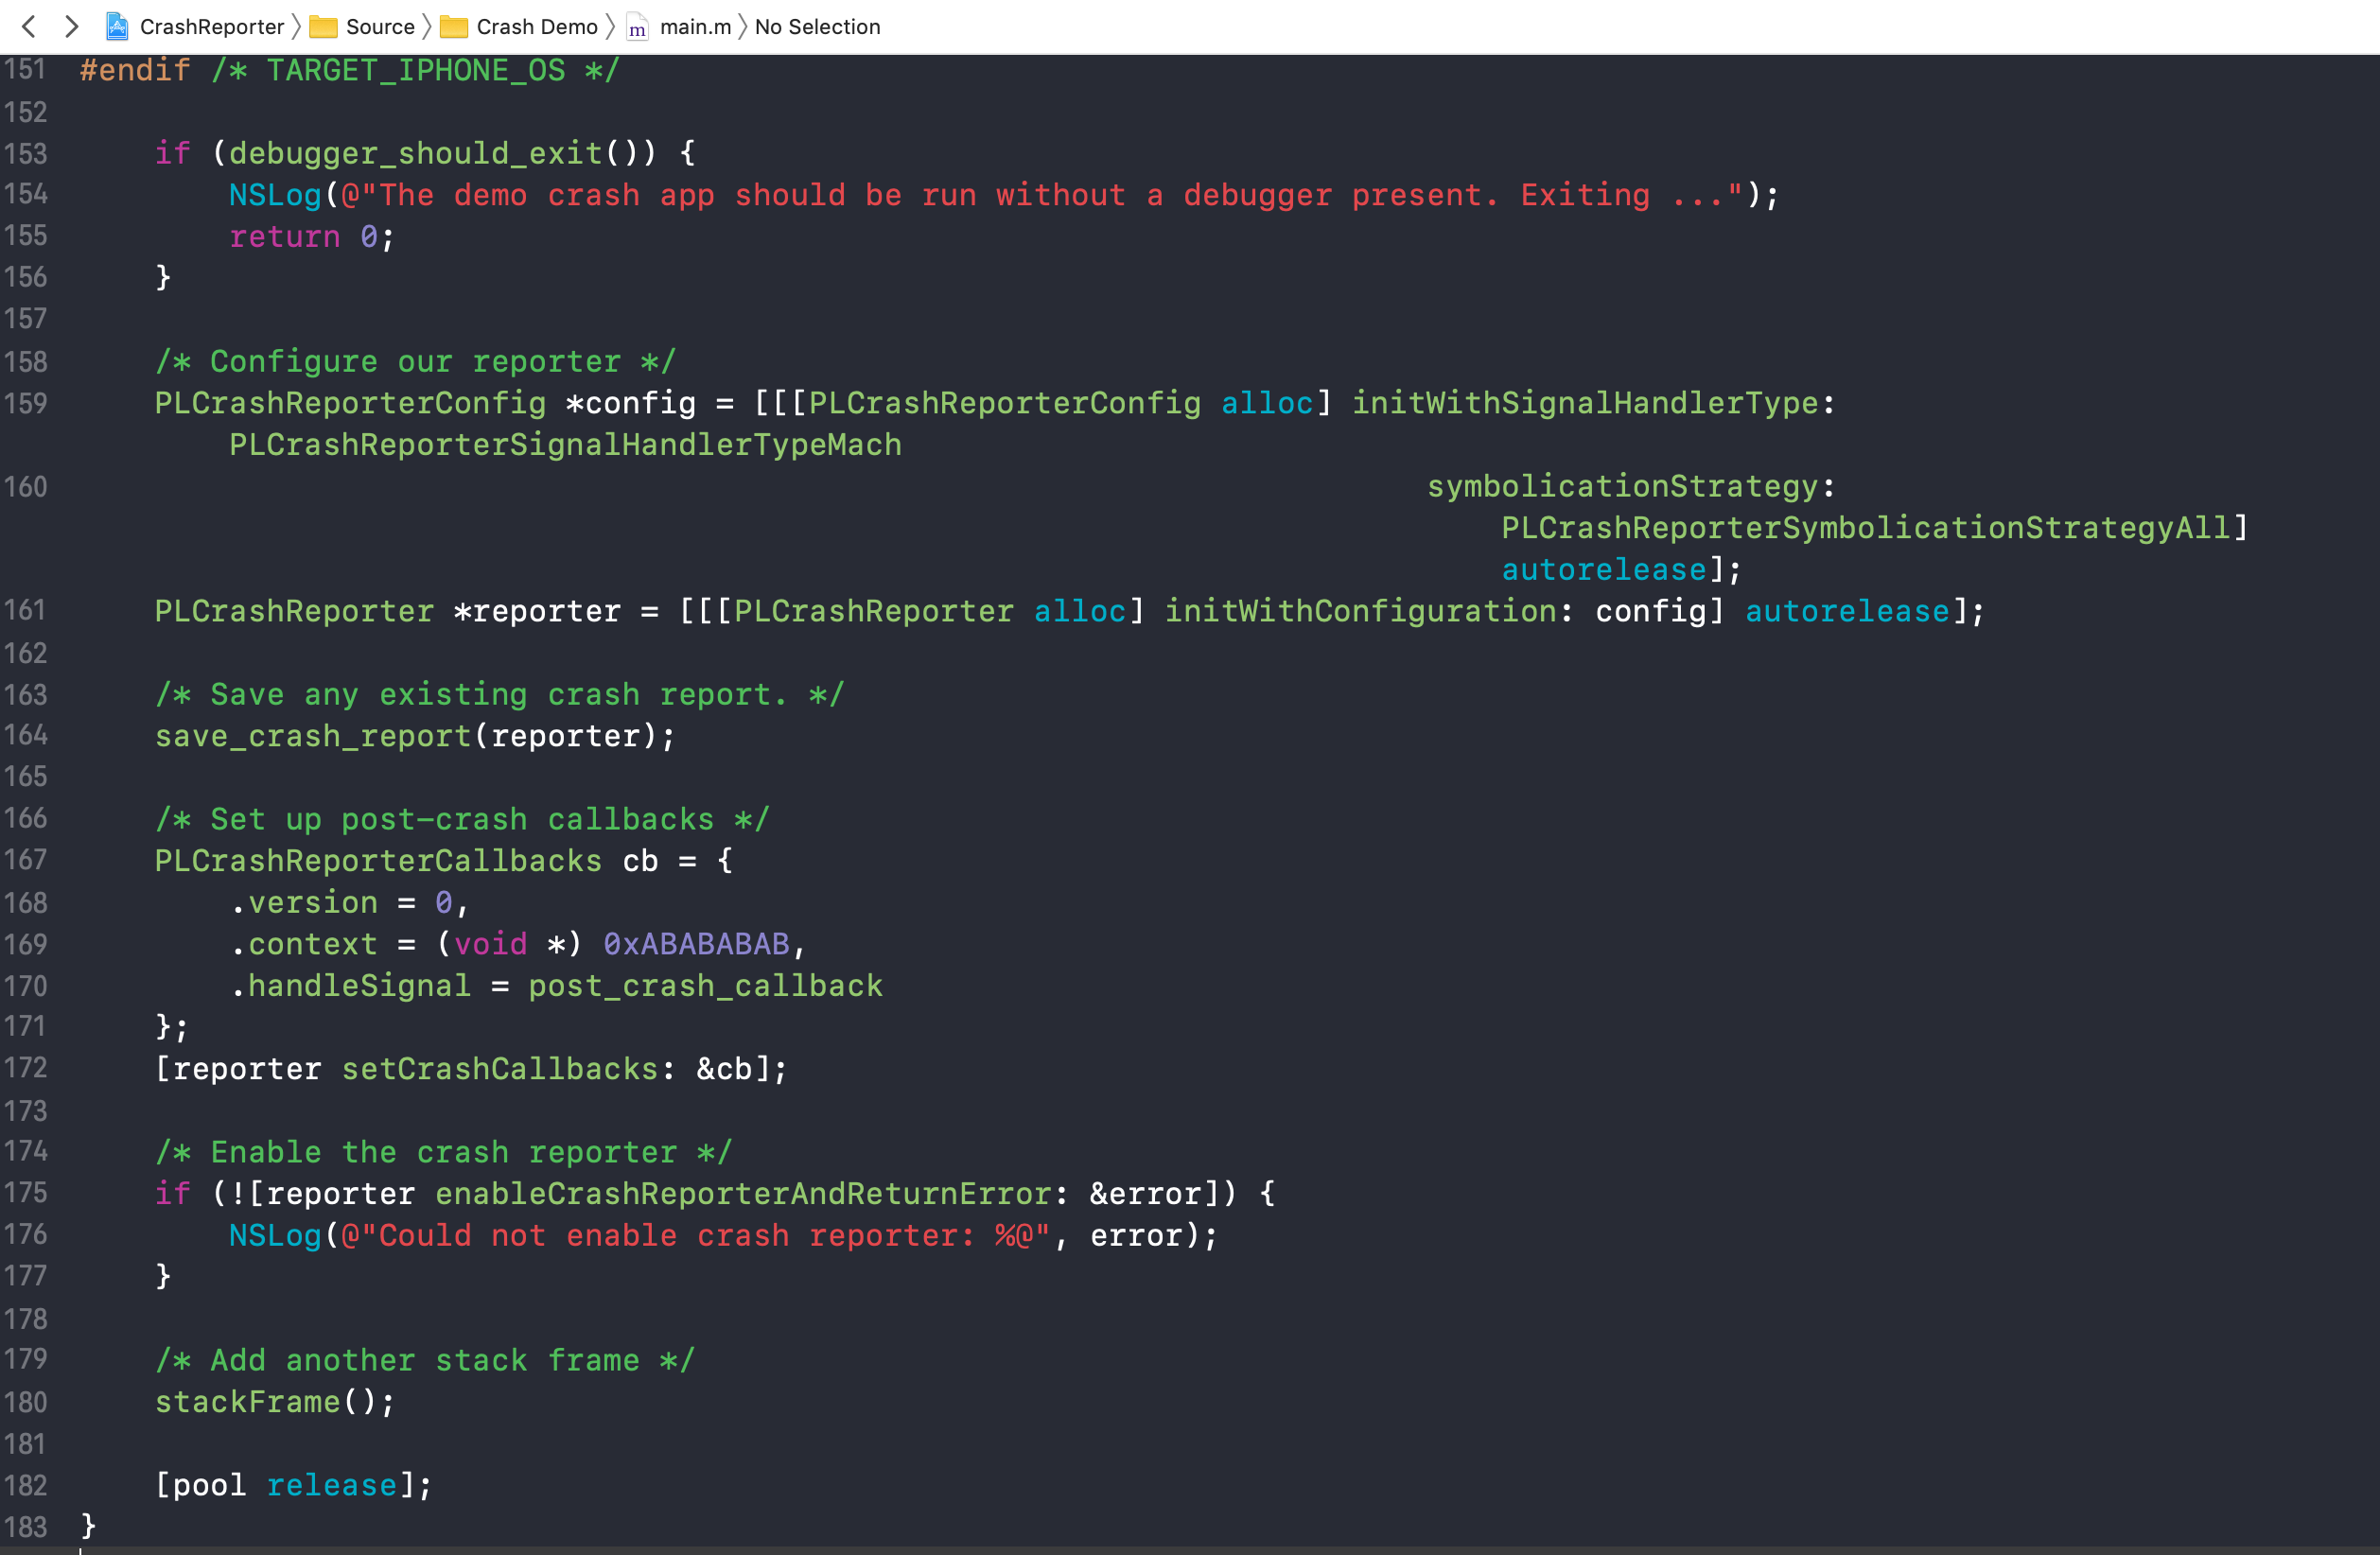 CrashReporter Source Crash Demo main.m No Selection
151 #endif /* TARGET_IPHONE_OS */
152
153 if (debugger_should_exit()) {
154 NSLog(@"The demo crash app should be run without a debugger present. Exiting ...");
155 return 0;
156 }
157
158 /* Configure our reporter */
159 PLCrashReporterConfig *config = [[[PLCrashReporterConfig alloc] initWithSignalHandlerType:
PLCrashReporterSignalHandlerTypeMach
160 symbolicationStrategy:
PLCrashReporterSymbolicationStrategyAll]
autorelease];
161 PLCrashReporter *reporter = [[[PLCrashReporter alloc] initWithConfiguration: config] autorelease];
162
163 /* Save any existing crash report. */
164 save_crash_report(reporter);
165
166 /* Set up post-crash callbacks */
167 PLCrashReporterCallbacks cb = {
168 .version = 0,
169 .context = (void *) 0xABABABAB,
170 .handleSignal = post_crash_callback
171 };
172 [reporter setCrashCallbacks: &cb];
173
174 /* Enable the crash reporter */
175 if (![reporter enableCrashReporterAndReturnError: &error]) {
176 NSLog(@"Could not enable crash reporter: %@", error);
177 }
178
179 /* Add another stack frame */
180 stackFrame();
181
182 [pool release];
183 }